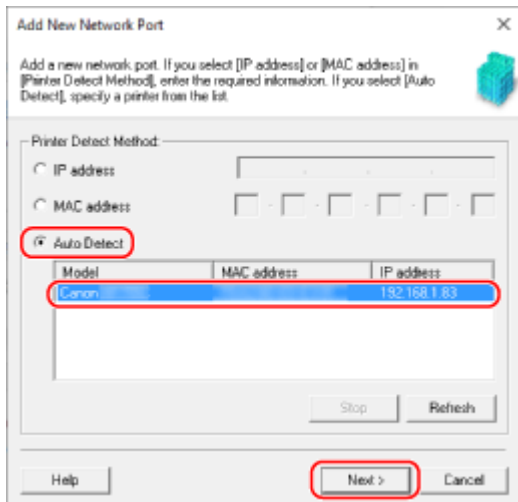 Add New Network Port
Add a new network port. If you select [IP address] or [MAC address] in
[Printer Detect Method], enter the required information. If you select [Auto
Detect], specify a printer from the list.
Printer Detect Method:
IP address
MAC address
Auto Detect
Model MAC address IP address
Canon 192.168.1.83
Stop Refresh
Help Next > Cancel